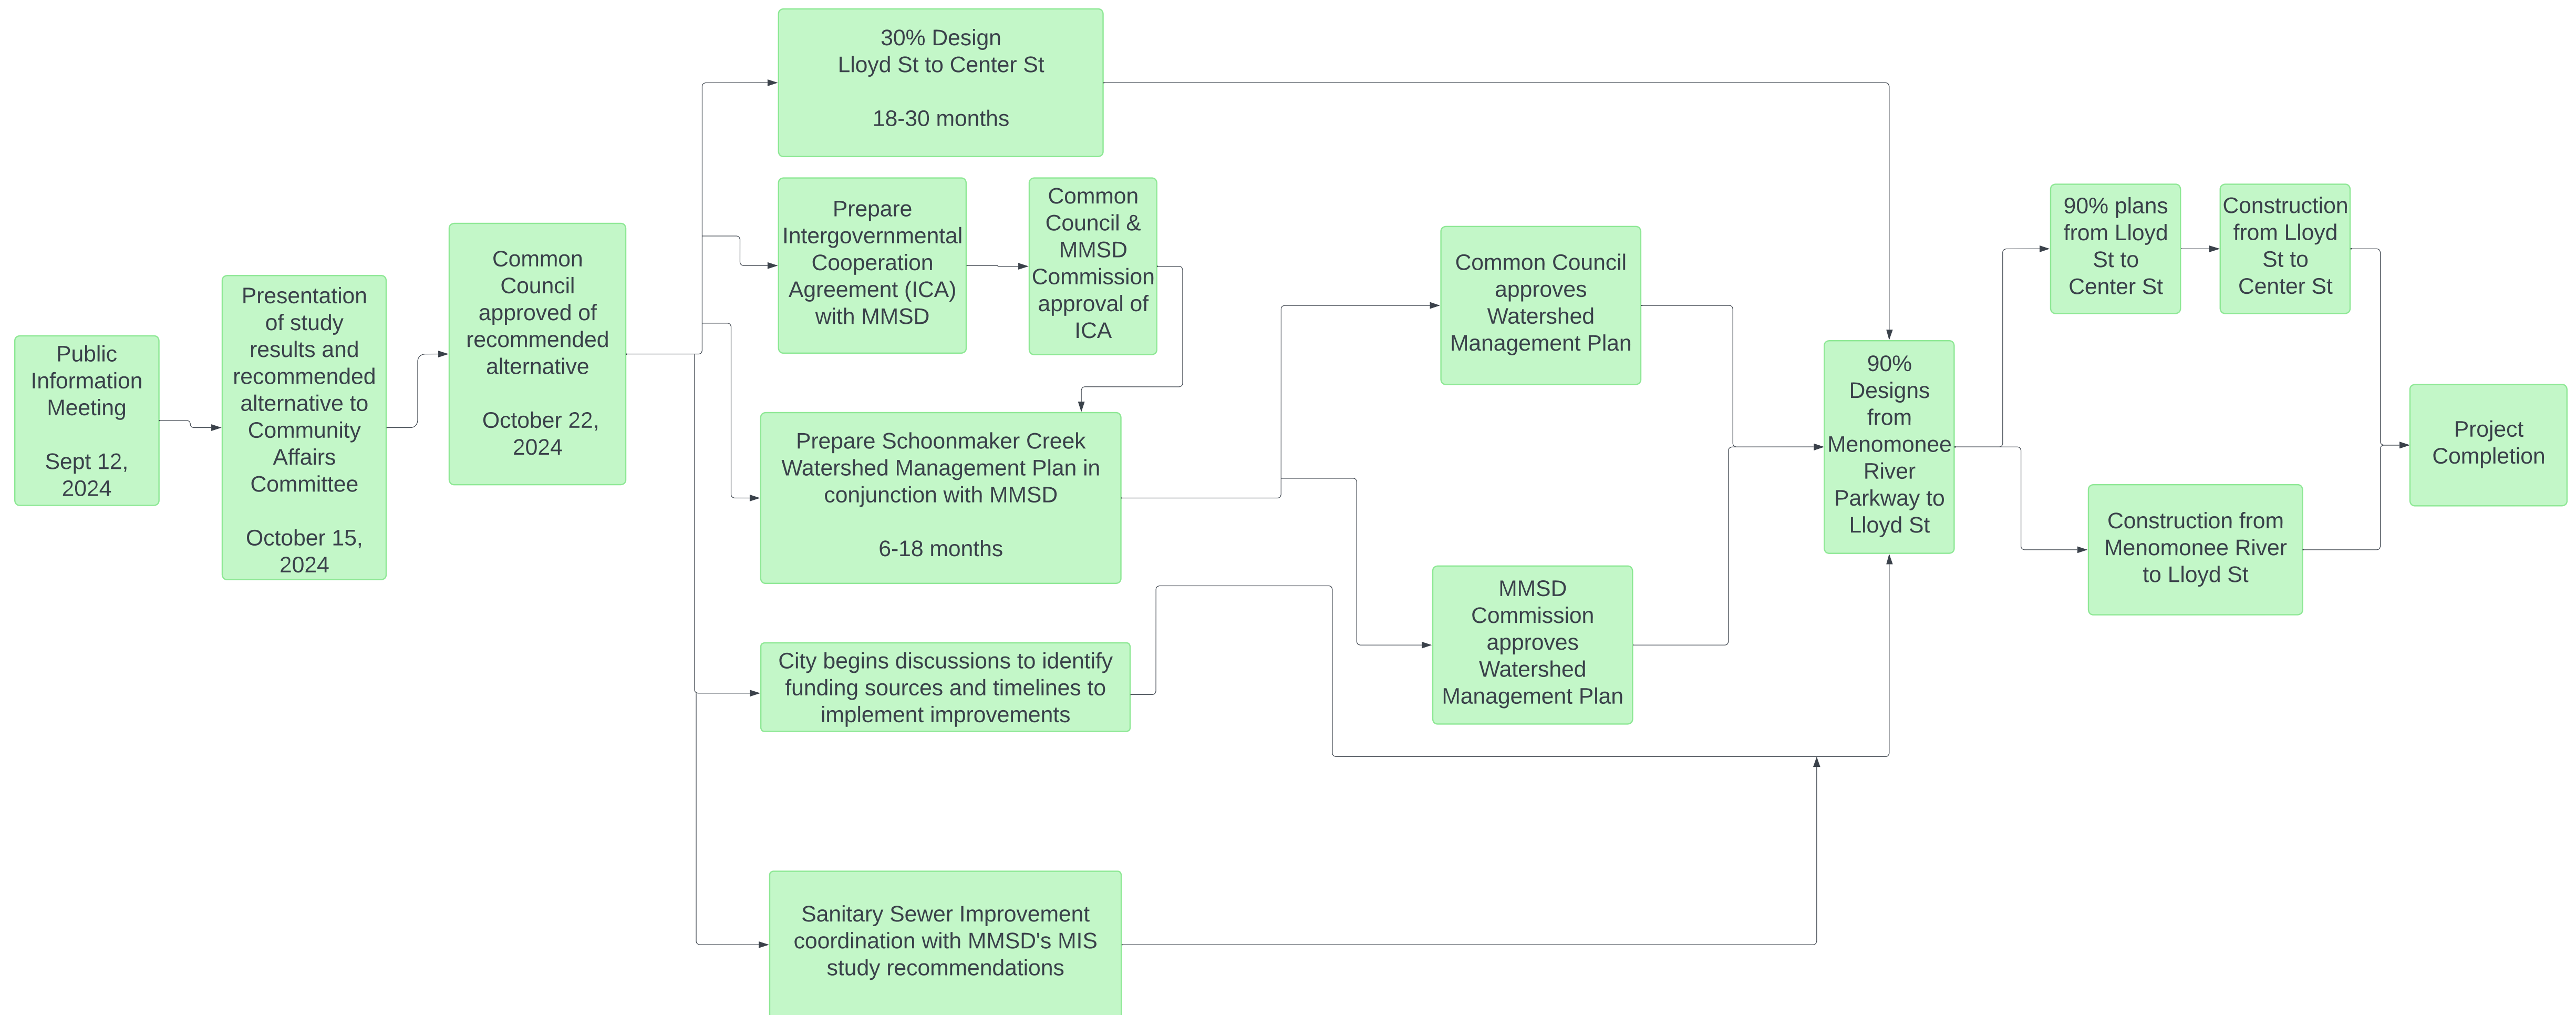 Public
Information
Meeting
Sept 12,
2024
Presentation
of study
results and
recommended
alternative to
Community
Affairs
Committee
October 15,
2024
Common
Council
approved of
recommended
alternative
October 22,
2024
30% Design
Lloyd St to Center St
18-30 months
Prepare
Intergovernmental
Cooperation
Agreement (ICA)
with MMSD
Common
Council &
MMSD
Commission
approval of
ICA
Prepare Schoonmaker Creek
Watershed Management Plan in
conjunction with MMSD
6-18 months
City begins discussions to identify
funding sources and timelines to
implement improvements
Sanitary Sewer Improvement
coordination with MMSD's MIS
study recommendations
Common Council
approves
Watershed
Management Plan
MMSD
Commission
approves
Watershed
Management Plan
90%
Designs
from
Menomonee
River
Parkway to
Lloyd St
90% plans
from Lloyd
St to
Center St
Construction
from Lloyd
St to
Center St
Construction from
Menomonee River
to Lloyd St
Project
Completion